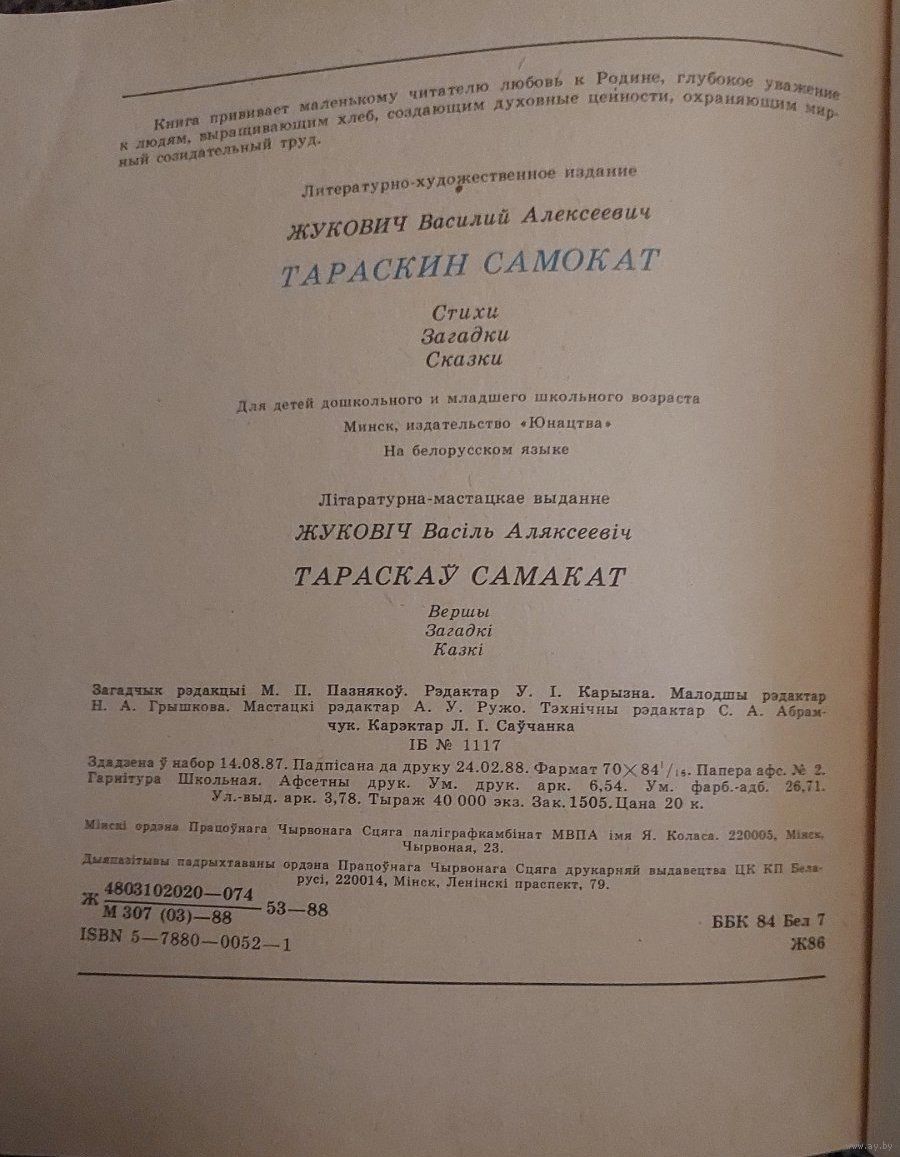 Книга прививает маленькому читателю любовь к Родине, глубокое уважение
к людям, выращивающим хлеб, создающим духовные ценности, охраняющим мир-
ный созидательный труд.
Литературно-художественное издание
ЖУКОВИЧ Василий Алексеевич
ТАРАСКИН САМОКАТ
Стихи
Загадки
Сказки
Для детей дошкольного и младшего школьного возраста
Минск, издательство «Юнацтва»
На белорусском языке
Літаратурна-мастацкае выданне
ЖУКОВІЧ Васіль Аляксеевіч
ТАРАСКАЎ САМАКАТ
Вершы
Загадкі
Казкі
Загадчык рэдакцыі М. П. Пазнякоў. Рэдактар У. І. Карызна. Малодшы рэдактар
Н. А. Грышкова. Мастацкі рэдактар А. У. Ружо. Тэхнічны рэдактар С. А. Абрам-
чук. Карэктар Л. І. Саўчанка
ІБ № 1117
Здадзена ў набор 14.08.87. Падпісана да друку 24.02.88. Фармат 70×84¹/₁₆. Папера афс. № 2.
Гарнітура Школьная. Афсетны друк. Ум. друк. арк. 6,54. Ум. фарб.-адб. 26,71.
Ул.-выд. арк. 3,78. Тыраж 40 000 экз. Зак. 1505. Цана 20 к.
Мінскі ордэна Працоўнага Чырвонага Сцяга паліграфкамбінат МВПА імя Я. Коласа. 220005, Мінск,
Чырвоная, 23.
Дыяпазітывы падрыхтаваны ордэна Працоўнага Чырвонага Сцяга друкарняй выдавецтва ЦК КП Бела-
русі, 220014, Мінск, Ленінскі праспект, 79.
Ж 4803102020—074
М 307 (03)—88 53—88
ISBN 5—7880—0052—1
ББК 84 Бел 7
Ж86
www.ay.by